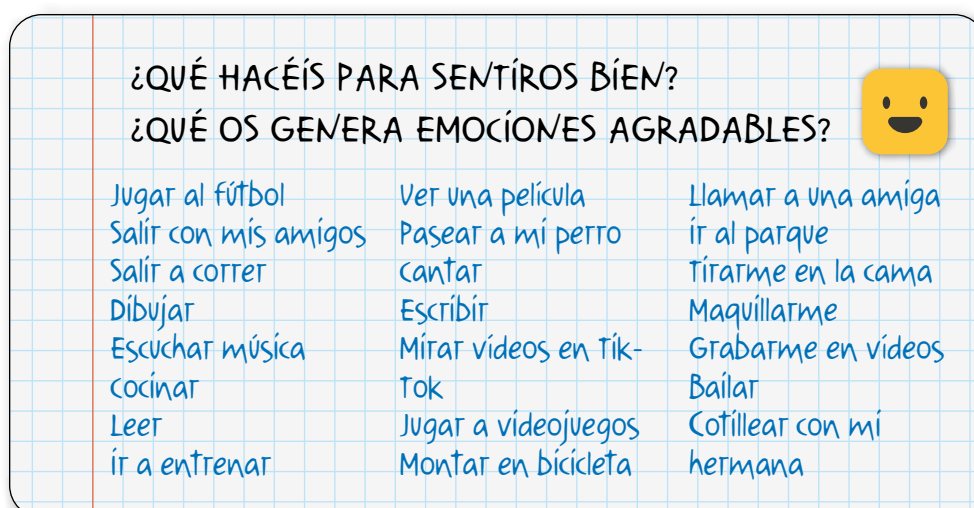 ¿QUÉ HACÉIS PARA SENTIROS BIEN?
¿QUÉ OS GENERA EMOCIONES AGRADABLES?
Jugar al fútbol
Salir con mis amigos
Salir a correr
Dibujar
Escuchar música
Cocinar
Leer
Ir a entrenar
Ver una película
Pasear a mi perro
Cantar
Escribir
Mirar vídeos en Tik-
Tok
Jugar a videojuegos
Montar en bicicleta
Llamar a una amiga
Ir al parque
Tirarme en la cama
Maquillarme
Grabarme en vídeos
Bailar
Cotillear con mi
hermana